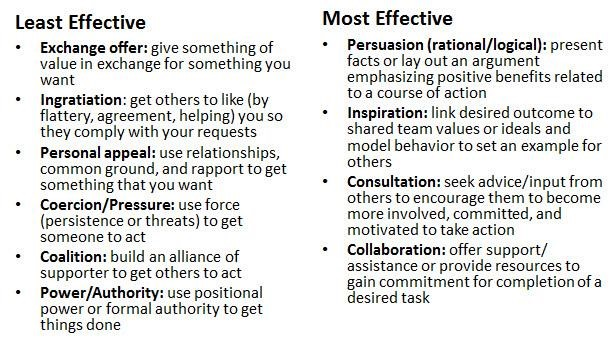 Least Effective
• Exchange offer: give something of
value in exchange for something you
want
• Ingratiation: get others to like (by
flattery, agreement, helping) you so
they comply with your requests
• Personal appeal: use relationships,
common ground, and rapport to get
something that you want
• Coercion/Pressure: use force
(persistence or threats) to get
someone to act
• Coalition: build an alliance of
supporter to get others to act
• Power/Authority: use positional
power or formal authority to get
things done
Most Effective
• Persuasion (rational/logical): present
facts or lay out an argument
emphasizing positive benefits related
to a course of action
• Inspiration: link desired outcome to
shared team values or ideals and
model behavior to set an example for
others
• Consultation: seek advice/input from
others to encourage them to become
more involved, committed, and
motivated to take action
• Collaboration: offer support/
assistance or provide resources to
gain commitment for completion of a
desired task